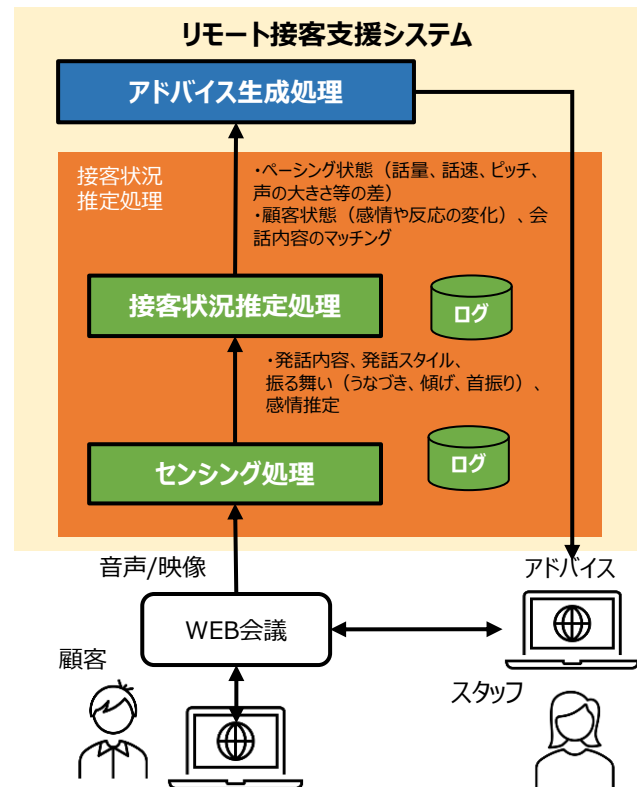 リモート接客支援システム
アドバイス生成処理
接客状況
推定処理
・ペーシング状態（話量、話速、ピッチ、
声の大きさ等の差）
・顧客状態（感情や反応の変化）、会
話内容のマッチング
接客状況推定処理
ログ
・発話内容、発話スタイル、
振る舞い（うなづき、傾げ、首振り）、
感情推定
センシング処理
ログ
音声/映像
アドバイス
WEB会議
顧客
スタッフ